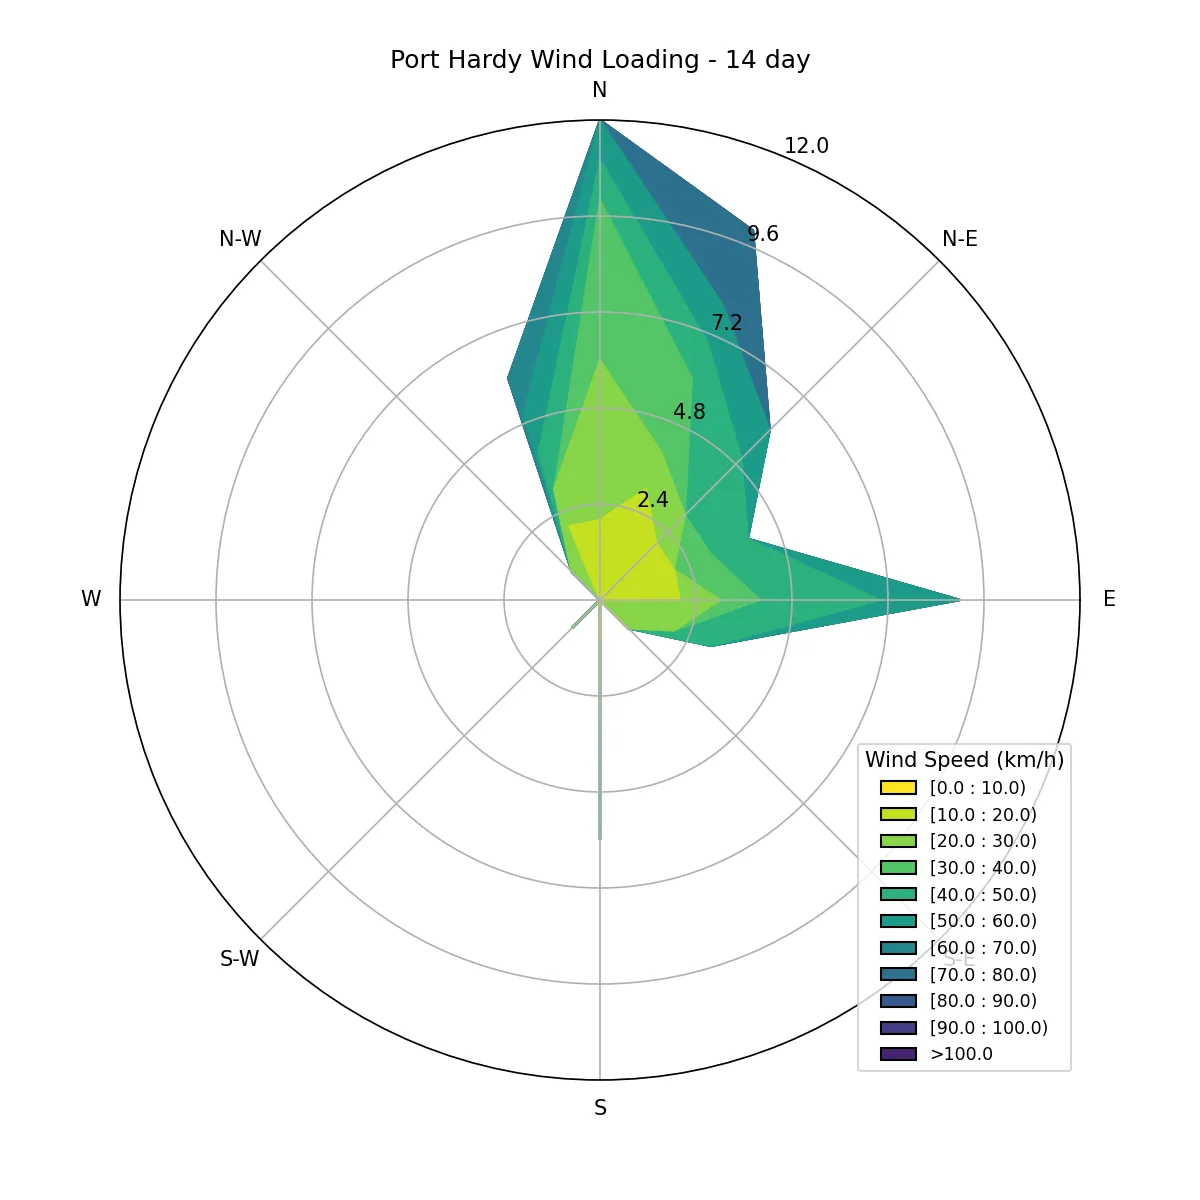 Port Hardy Wind Loading - 14 day
N
12.0
N-W
9.6
N-E
7.2
4.8
2.4
W
E
Wind Speed (km/h)
[0.0 : 10.0)
[10.0 : 20.0)
[20.0 : 30.0)
[30.0 : 40.0)
[40.0 : 50.0)
[50.0 : 60.0)
[60.0 : 70.0)
[70.0 : 80.0)
[80.0 : 90.0)
[90.0 : 100.0)
>100.0
S-W
S-E
S